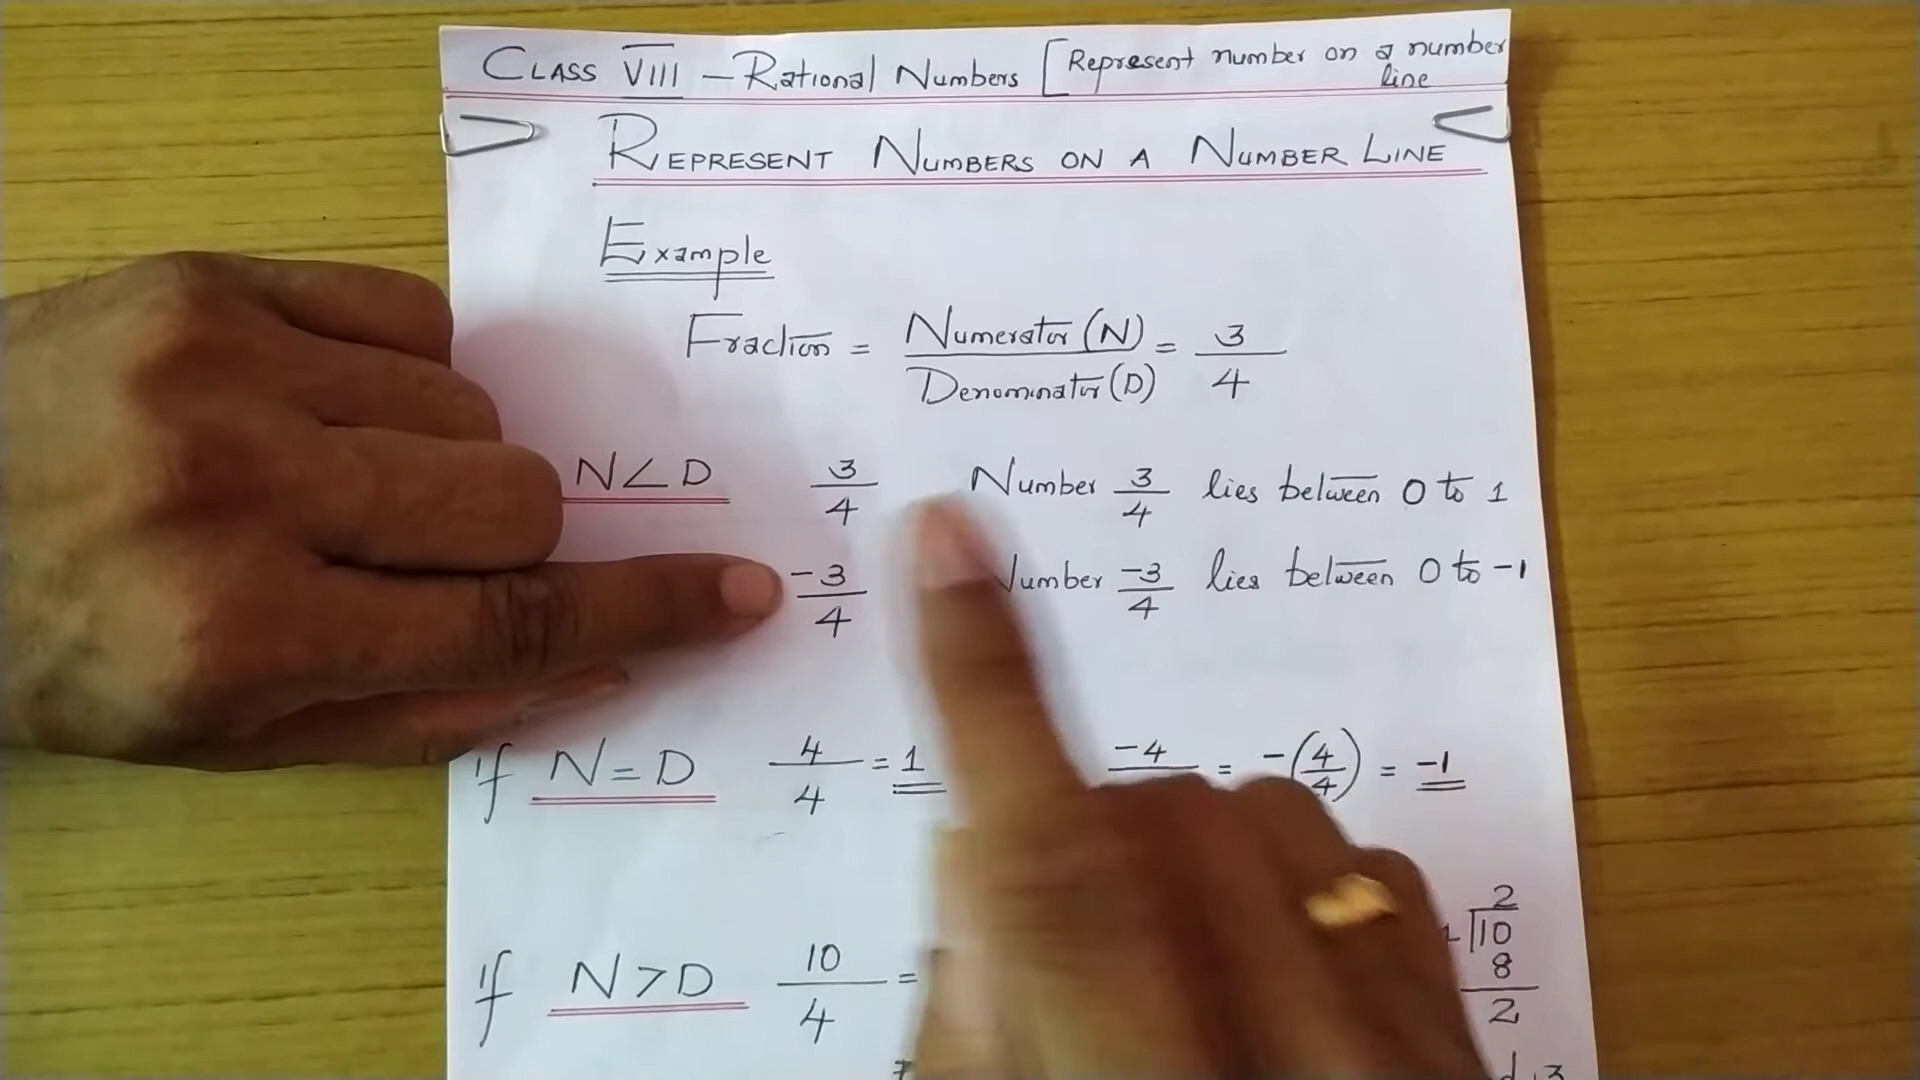 CLASS VIII - Rational Numbers [Represent number on a number line
REPRESENT NUMBERS ON A NUMBER LINE
Example
Fraction = Numerator (N) / Denominator (D) = 3/4
N < D 3/4 Number 3/4 lies between 0 to 1
-3/4 Number -3/4 lies between 0 to -1
If N = D 4/4 = 1 -4 = -(4/4) = -1
If N > D 10/4 =
2
10
8
2